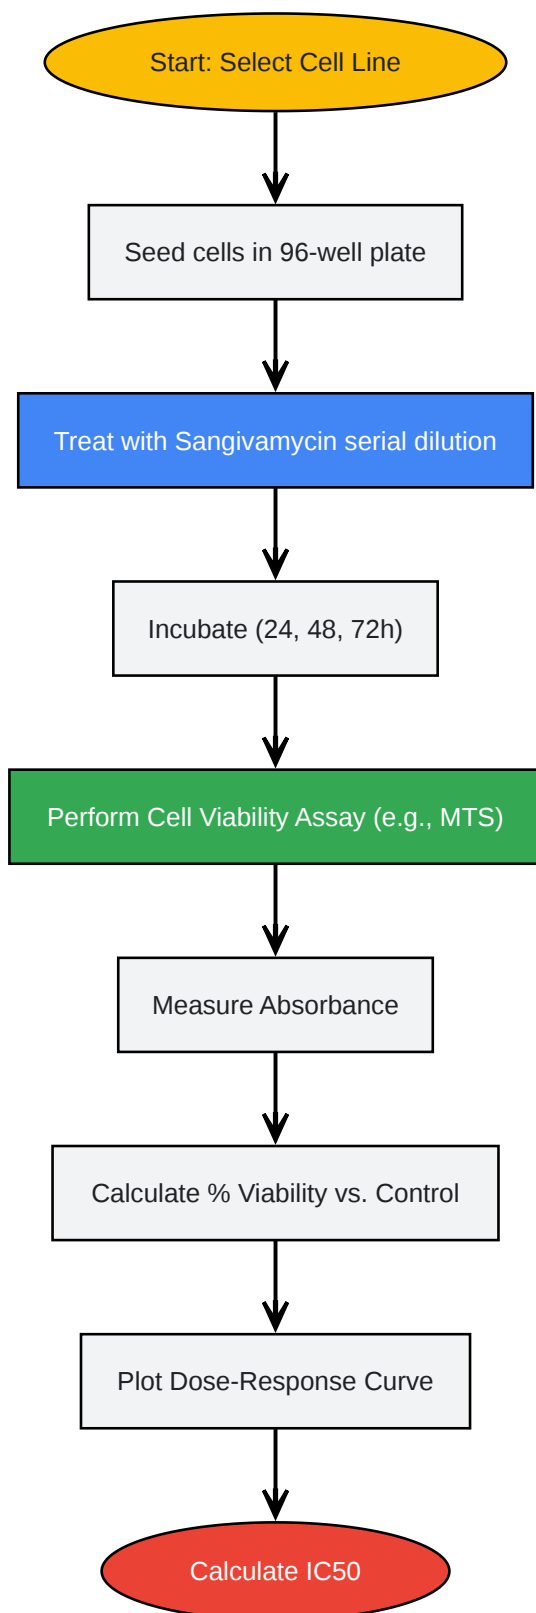 Start: Select Cell Line
Seed cells in 96-well plate
Treat with Sangivamycin serial dilution
Incubate (24, 48, 72h)
Perform Cell Viability Assay (e.g., MTS)
Measure Absorbance
Calculate % Viability vs. Control
Plot Dose-Response Curve
Calculate IC50